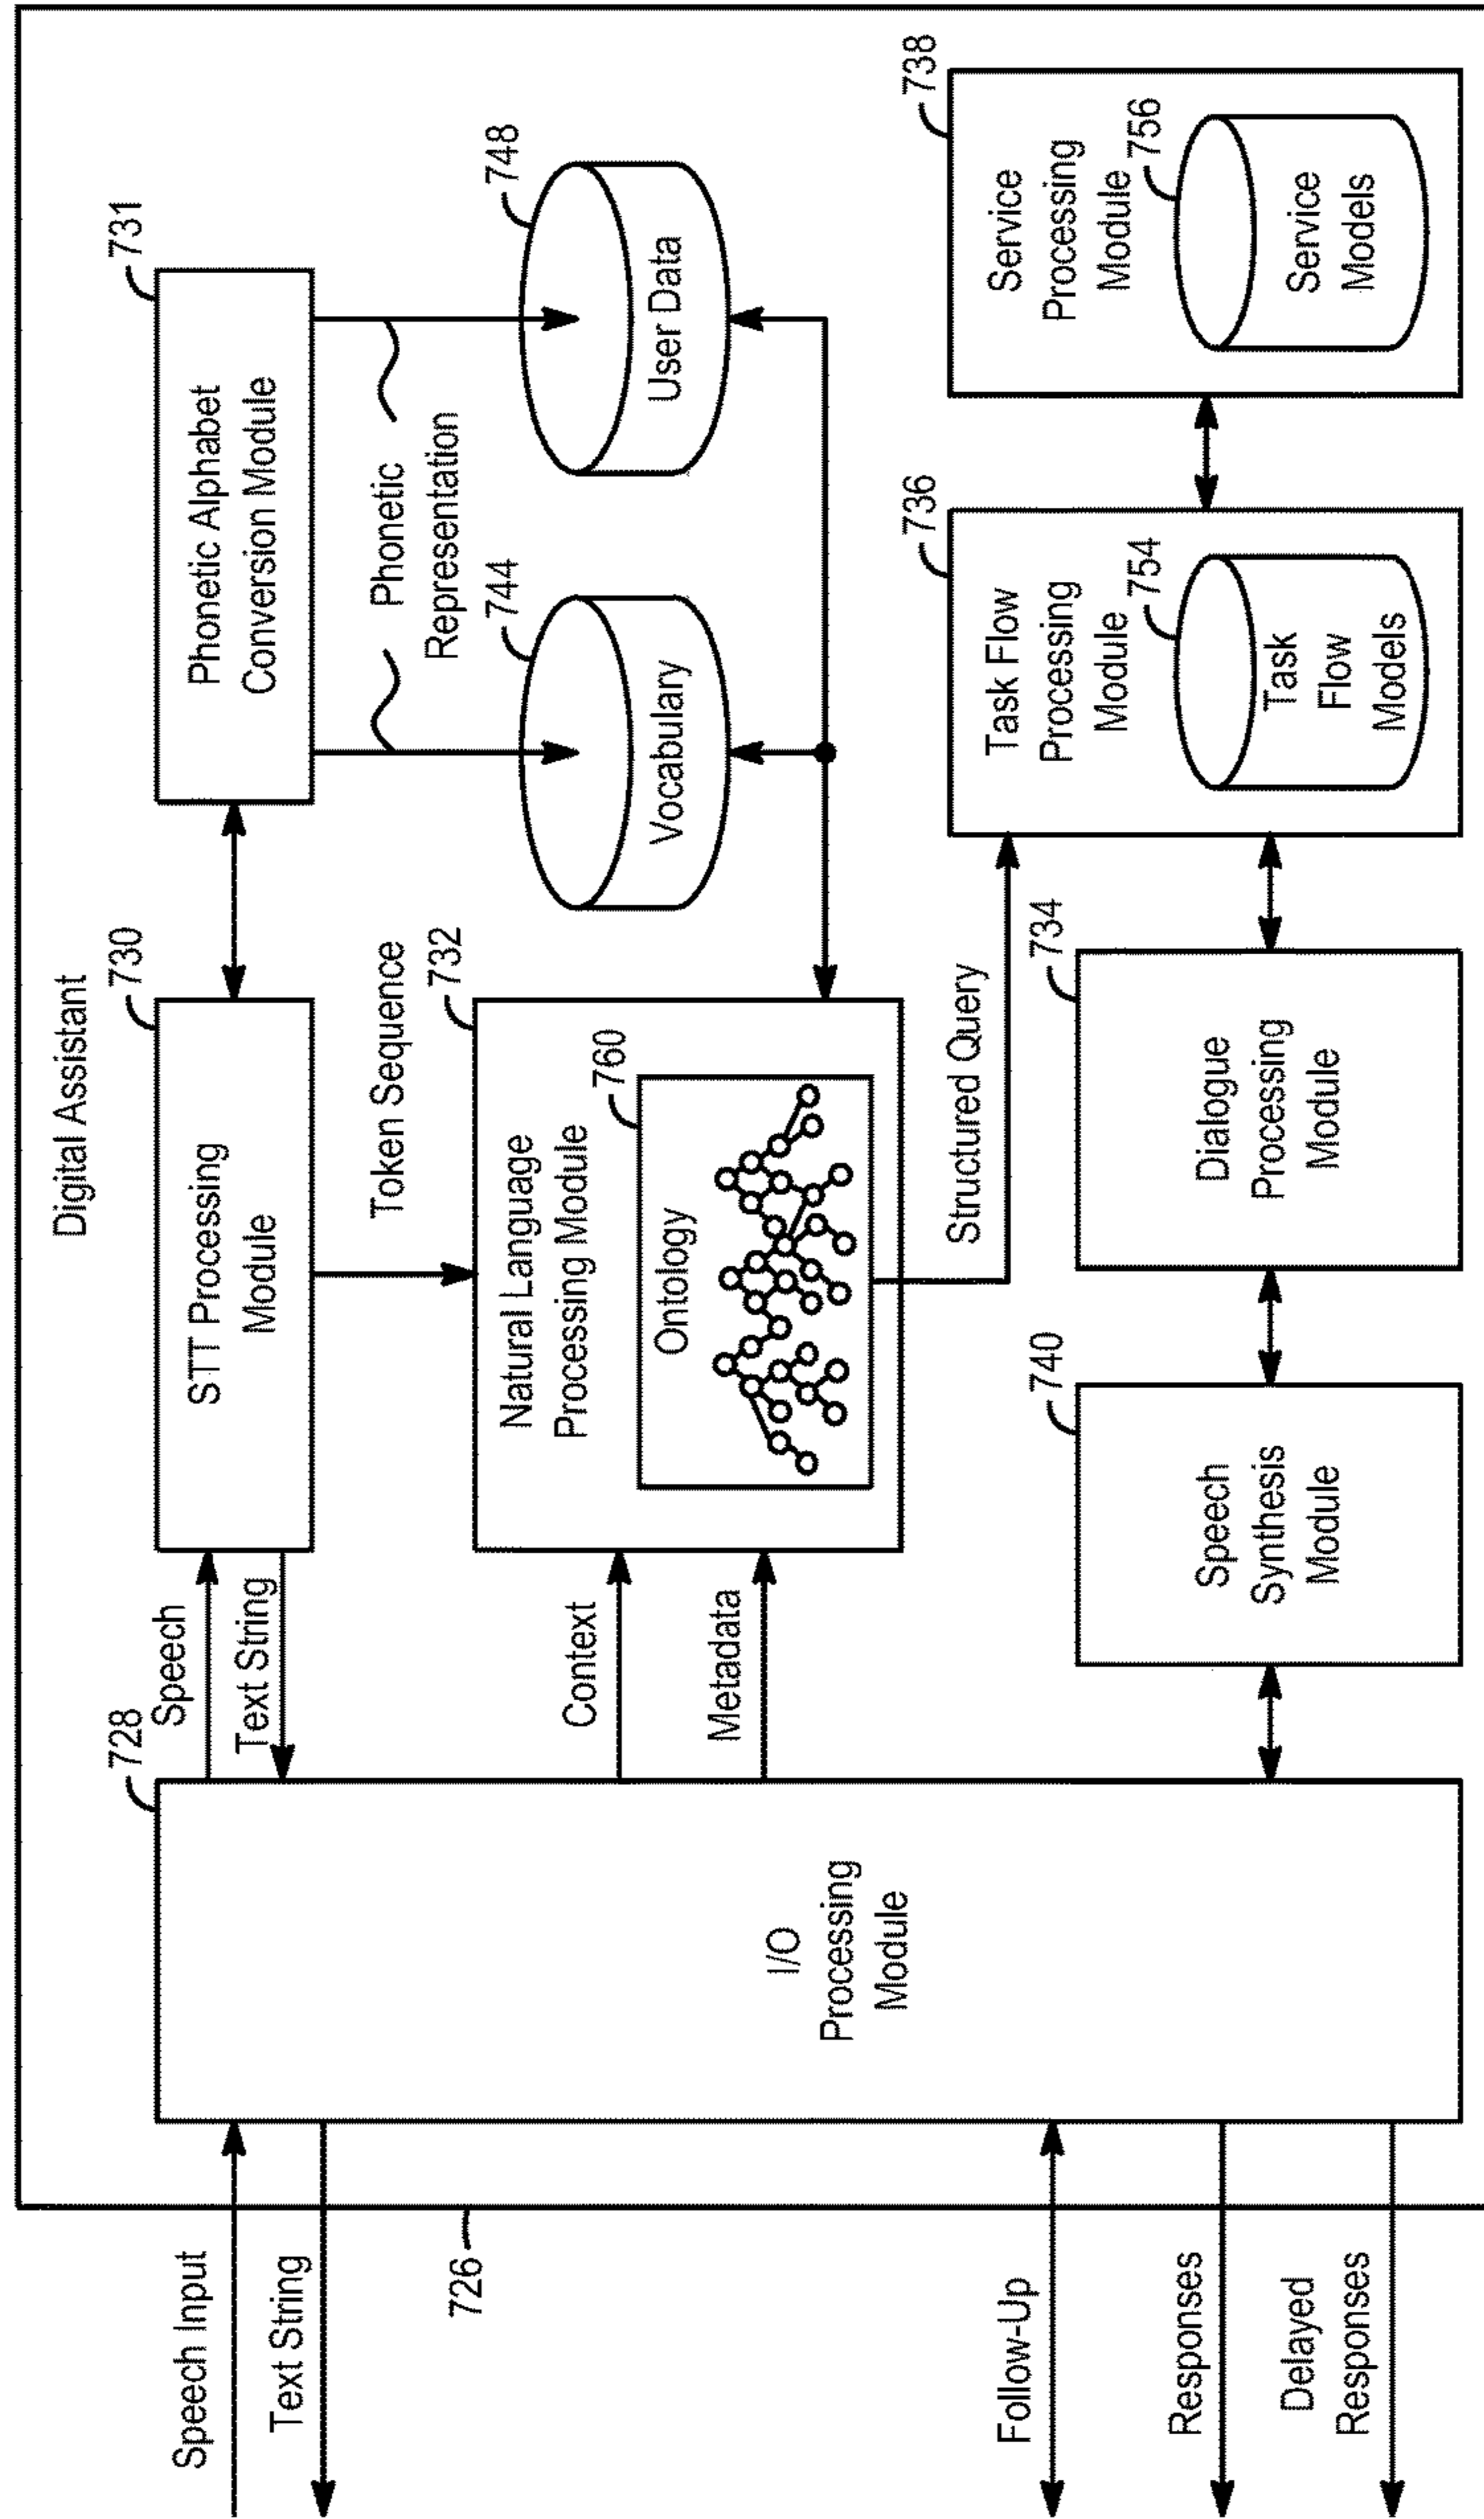 Digital Assistant
Speech Input
Text String
726
728
I/O
Processing
Module
Speech
Text String
730
STT Processing
Module
731
Phonetic Alphabet
Conversion Module
Token Sequence
Phonetic
Representation
Context
Metadata
732
Natural Language
Processing Module
760
Ontology
744
Vocabulary
748
User Data
Structured Query
Follow-Up
Responses
Delayed
Responses
740
Speech
Synthesis
Module
734
Dialogue
Processing
Module
736
Task Flow
Processing
Module
754
Task
Flow
Models
738
Service
Processing
Module
756
Service
Models